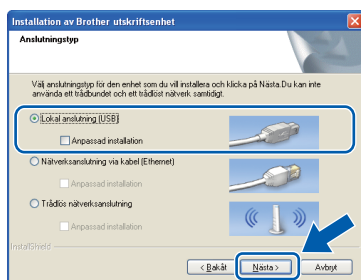 Installation av Brother utskriftsenhet
Anslutningstyp
Välj anslutningstyp för den enhet som du vill installera och klicka på Nästa.Du kan inte
använda ett trådbundet och ett trådlöst nätverk samtidigt.
Lokal anslutning (USB)
Anpassad installation
Nätverksanslutning via kabel (Ethernet)
Anpassad installation
Trådlös nätverksanslutning
Anpassad installation
InstallShield
< Bakåt
Nästa >
Avbryt